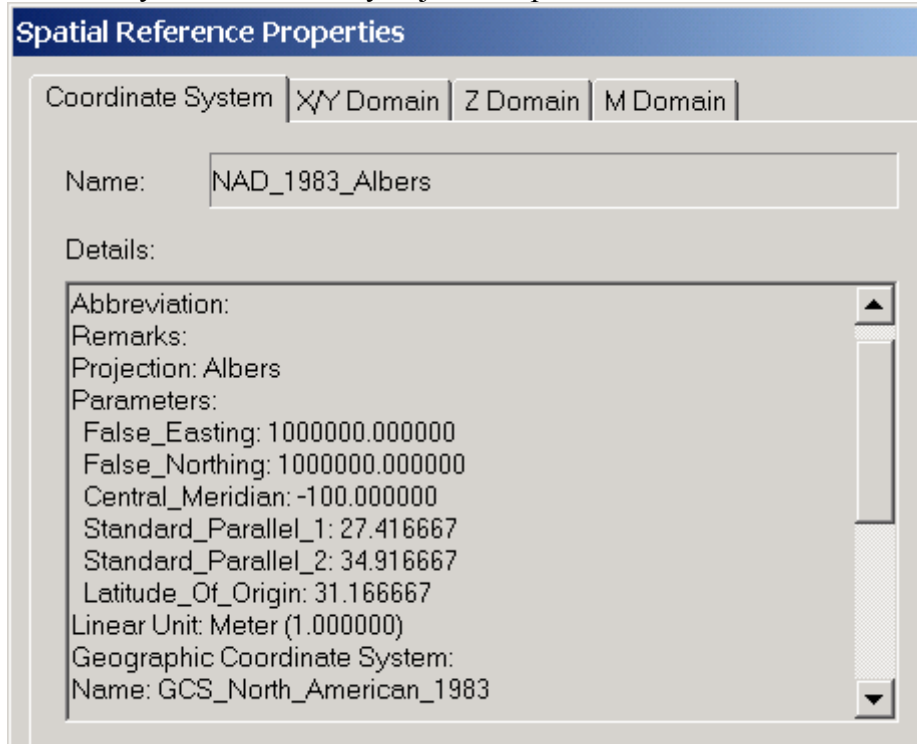 Spatial Reference Properties
Coordinate System X/Y Domain Z Domain M Domain
Name: NAD_1983_Albers
Details:
Abbreviation:
Remarks:
Projection: Albers
Parameters:
False_Easting: 1000000.000000
False_Northing: 1000000.000000
Central_Meridian: -100.000000
Standard_Parallel_1: 27.416667
Standard_Parallel_2: 34.916667
Latitude_Of_Origin: 31.166667
Linear Unit: Meter (1.000000)
Geographic Coordinate System:
Name: GCS_North_American_1983